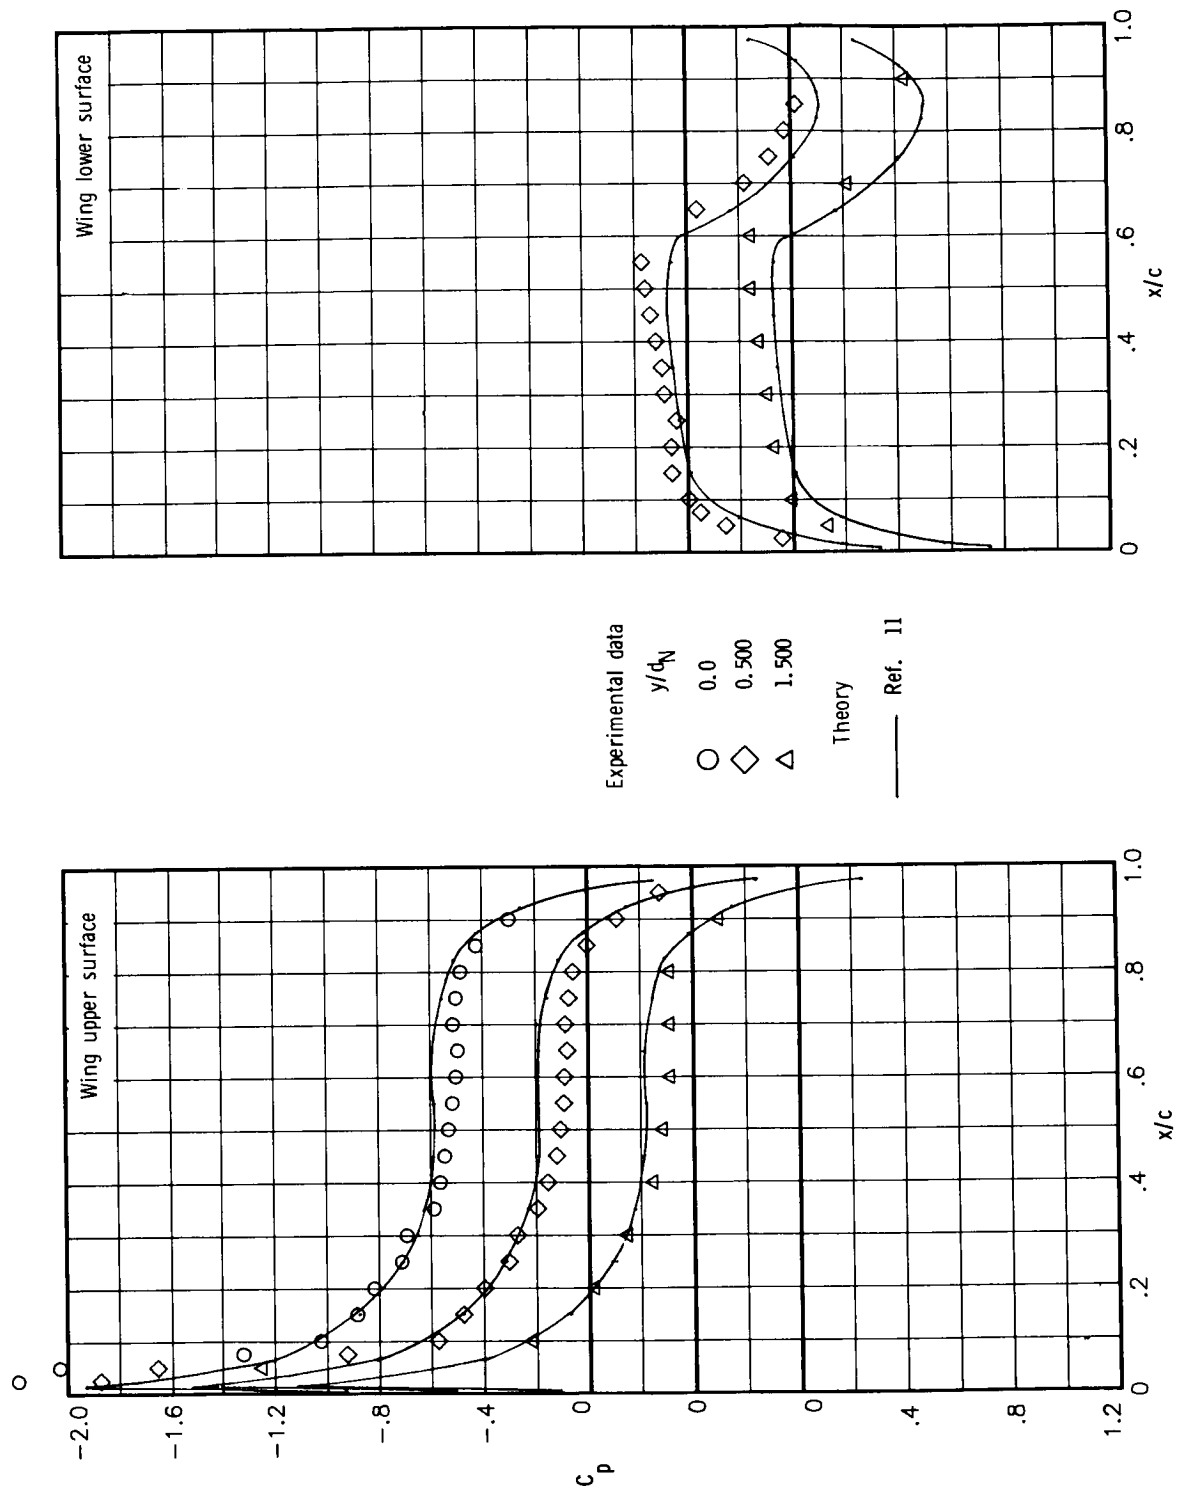 Wing upper surface
-2.0
-1.6
-1.2
-.8
-.4
0
0
0
.4
.8
1.2
C p
0
.2
.4
.6
.8
1.0
x/c
Experimental data
y/d N
0.0
0.500
1.500
Theory
Ref. 11
Wing lower surface
0
.2
.4
.6
.8
1.0
x/c